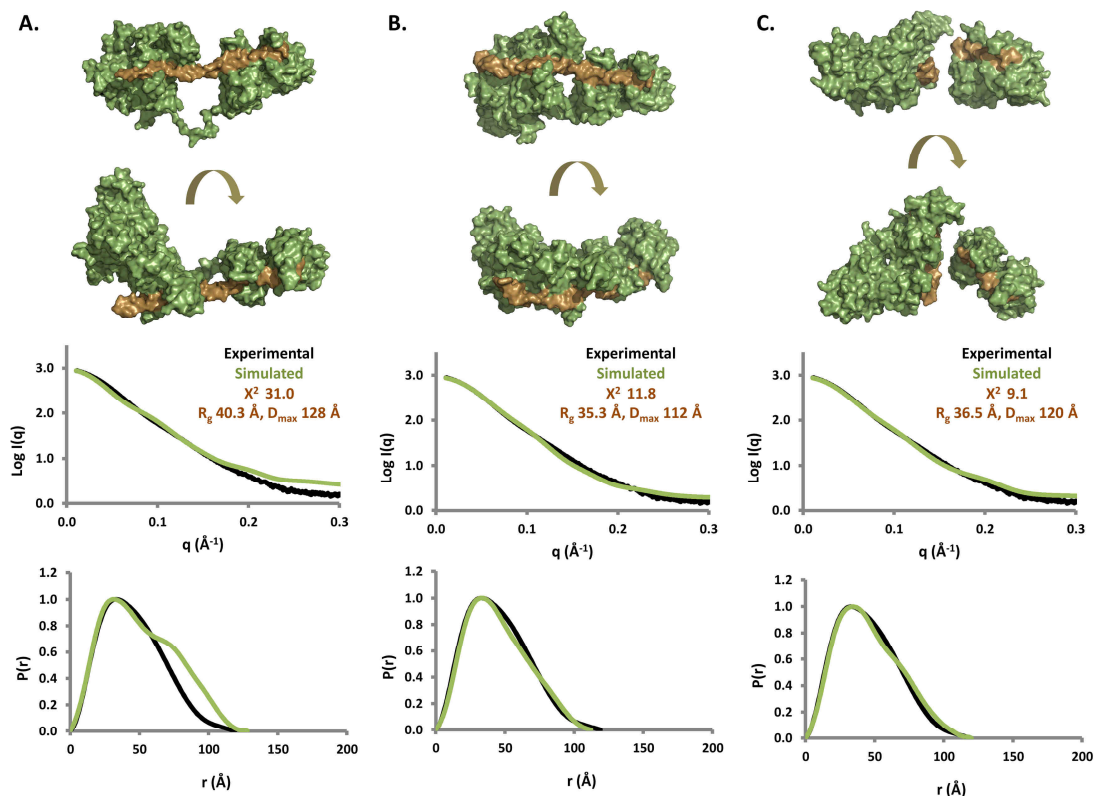 A.
B.
C.
Experimental
Simulated
X² 31.0
Rg 40.3 Å, Dmax 128 Å
3.0
2.0
1.0
0.0
Log I(q)
0.0 0.1 0.2 0.3
q (Å⁻¹)
Experimental
Simulated
X² 11.8
Rg 35.3 Å, Dmax 112 Å
4.0
3.0
2.0
1.0
0.0
Log I(q)
0.0 0.1 0.2 0.3
q (Å⁻¹)
Experimental
Simulated
X² 9.1
Rg 36.5 Å, Dmax 120 Å
4.0
3.0
2.0
1.0
0.0
Log I(q)
0.0 0.1 0.2 0.3
q (Å⁻¹)
1.2
1.0
0.8
0.6
0.4
0.2
0.0
P(r)
0 50 100 150 200
r (Å)
1.2
1.0
0.8
0.6
0.4
0.2
0.0
P(r)
0 50 100 150 200
r (Å)
1.2
1.0
0.8
0.6
0.4
0.2
0.0
P(r)
0 50 100 150 200
r (Å)